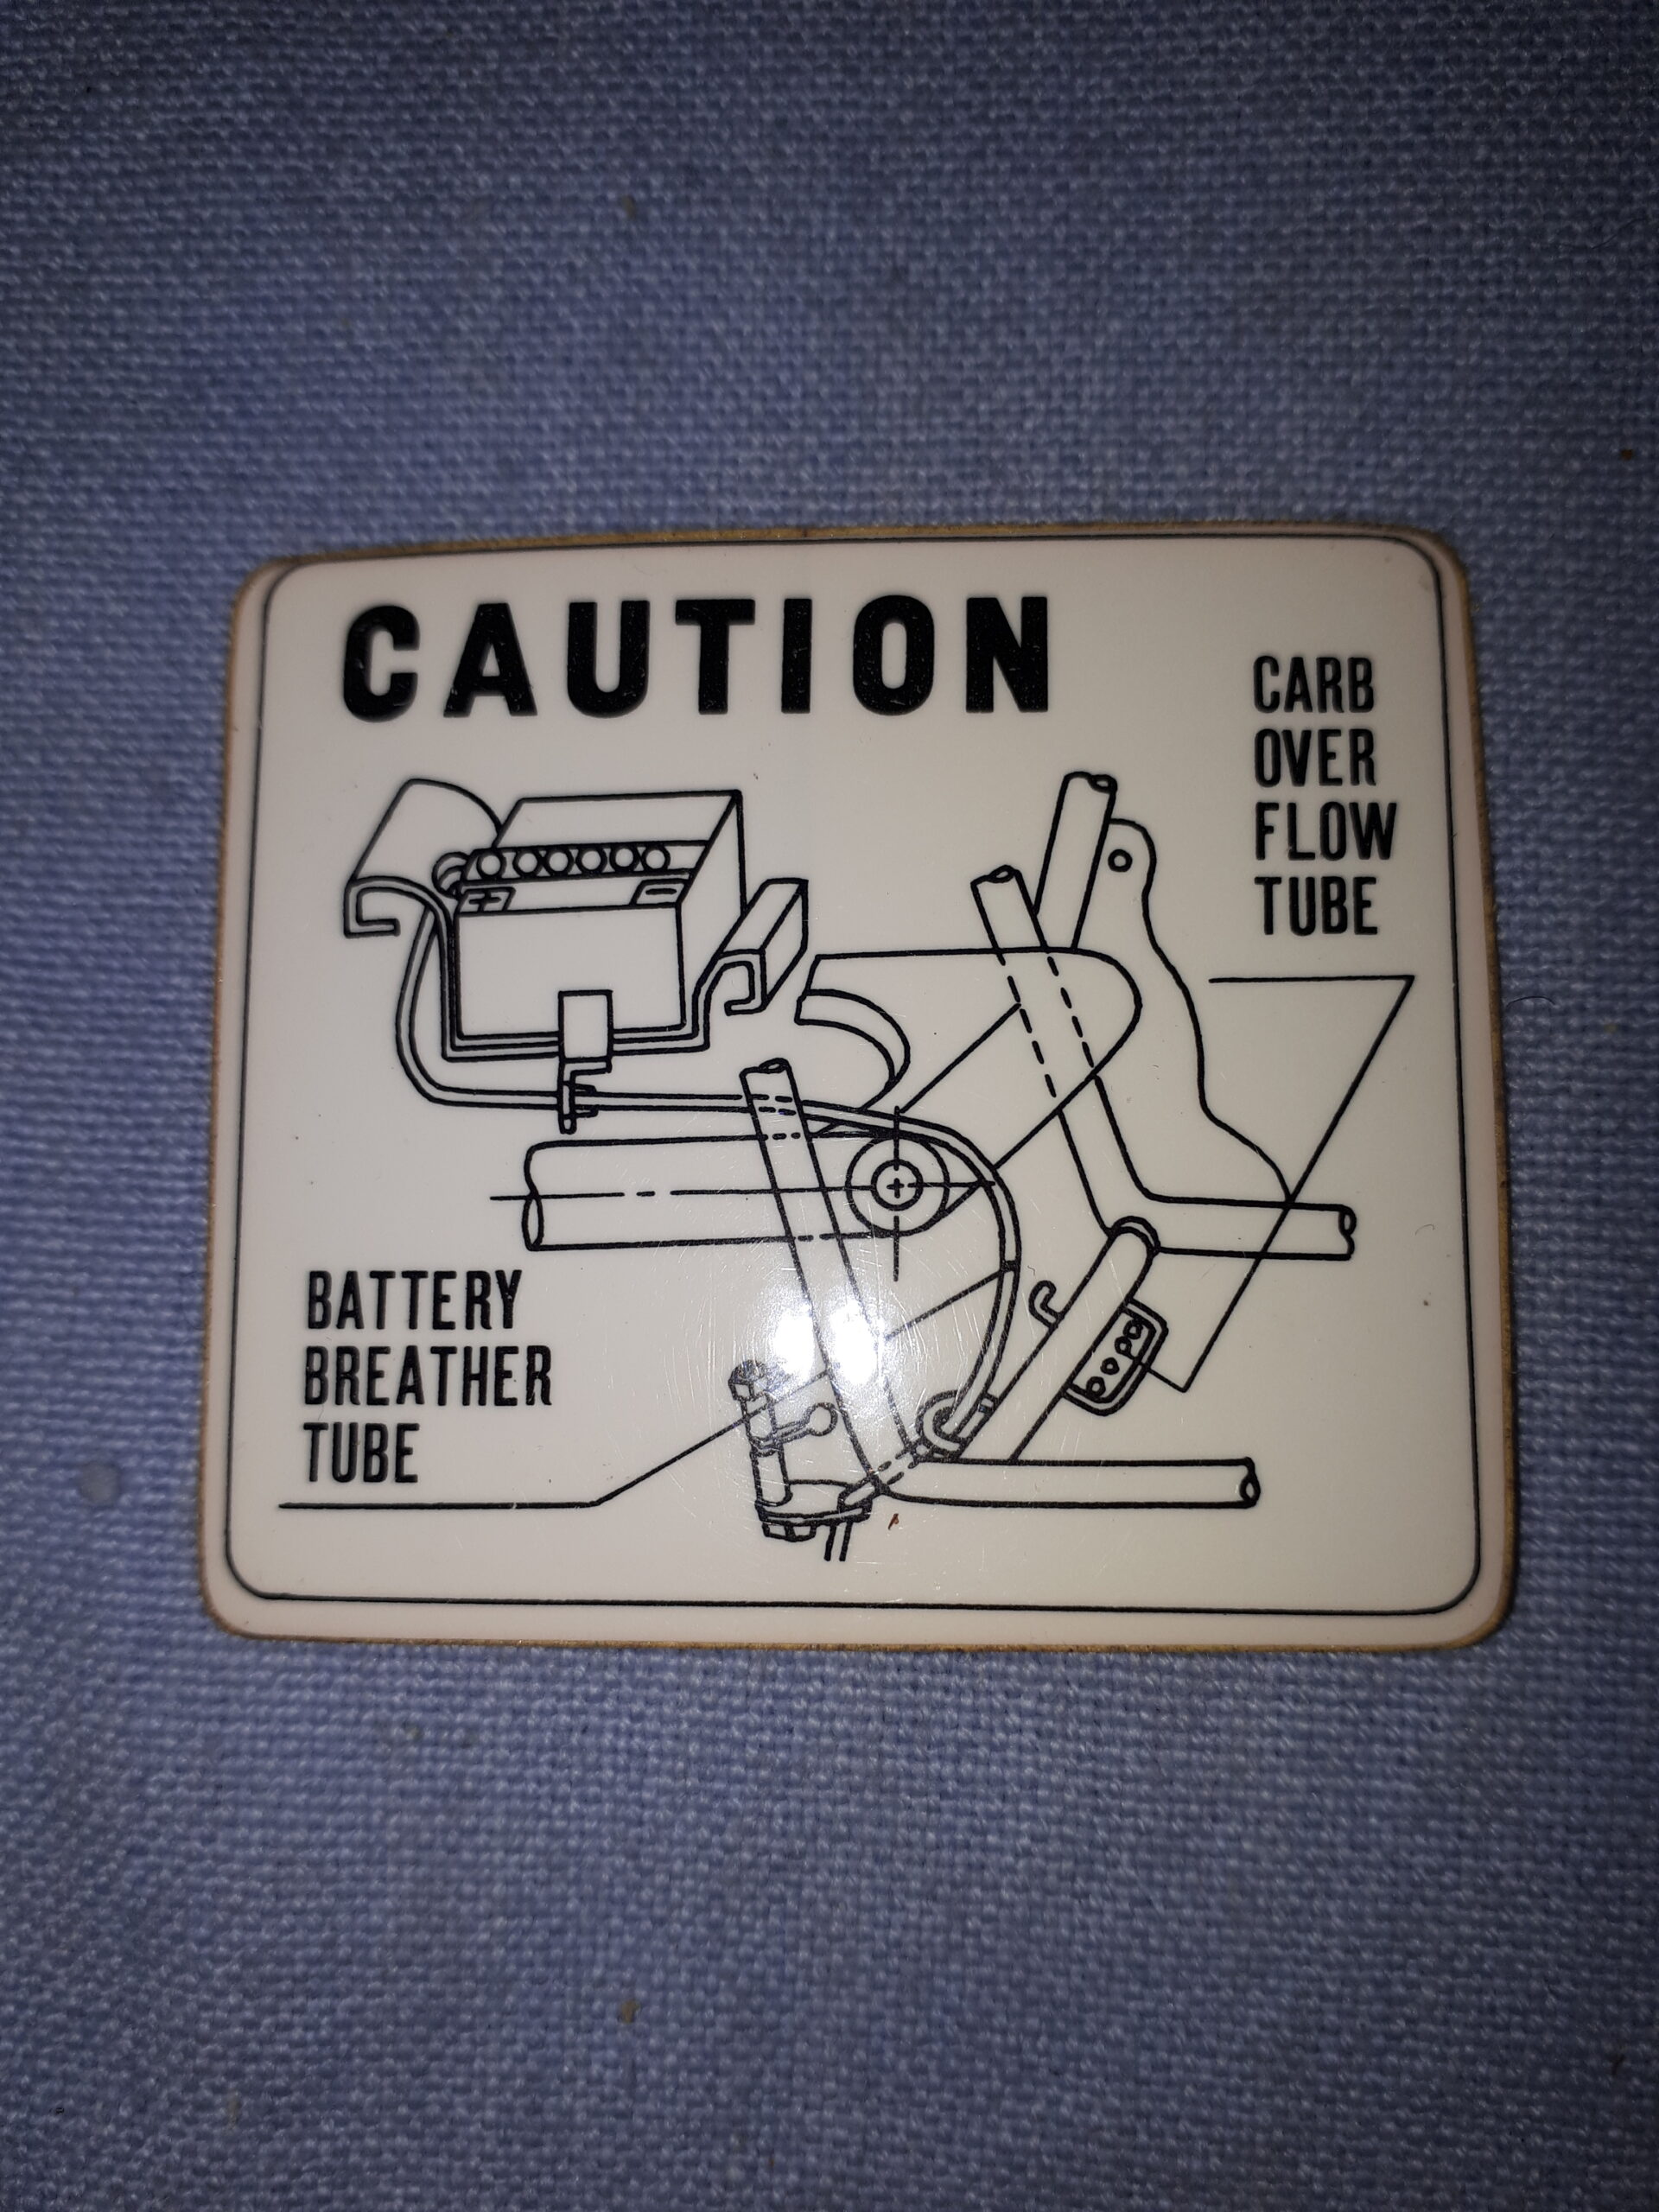 CAUTION
CARB
OVER
FLOW
TUBE
BATTERY
BREATHER
TUBE